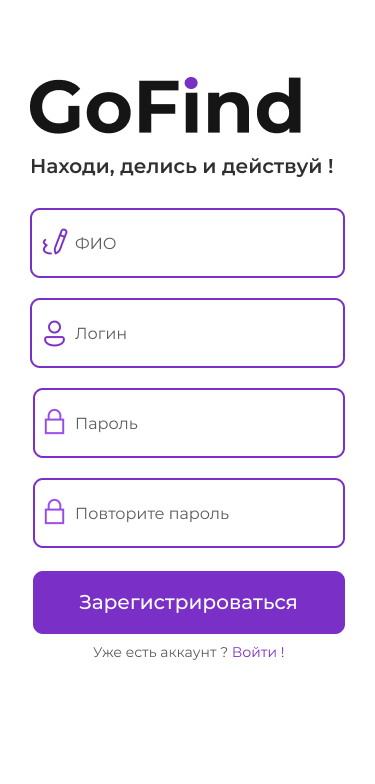 GoFind
Находи, делись и действуй !
ФИО
Логин
Пароль
Повторите пароль
Зарегистрироваться
Уже есть аккаунт ? Войти !